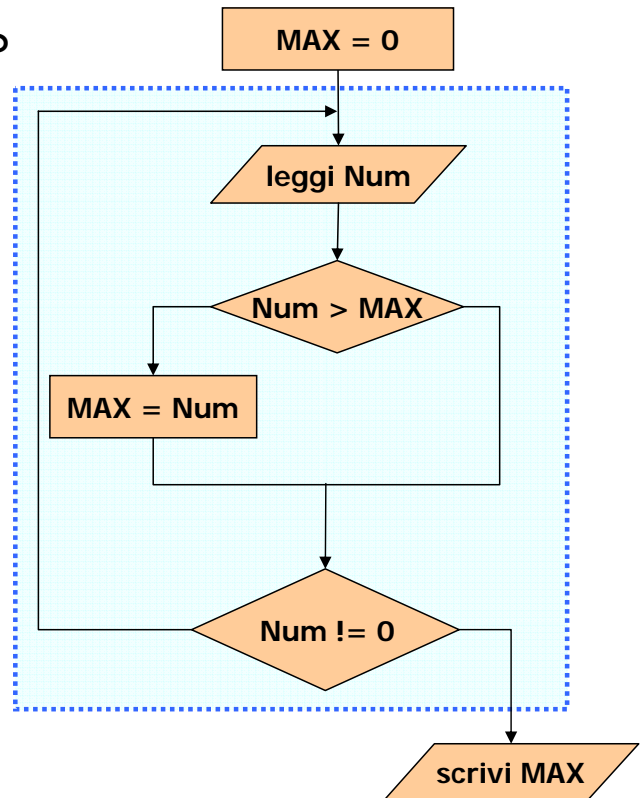 MAX = 0
leggi Num
Num > MAX
MAX = Num
Num != 0
scrivi MAX